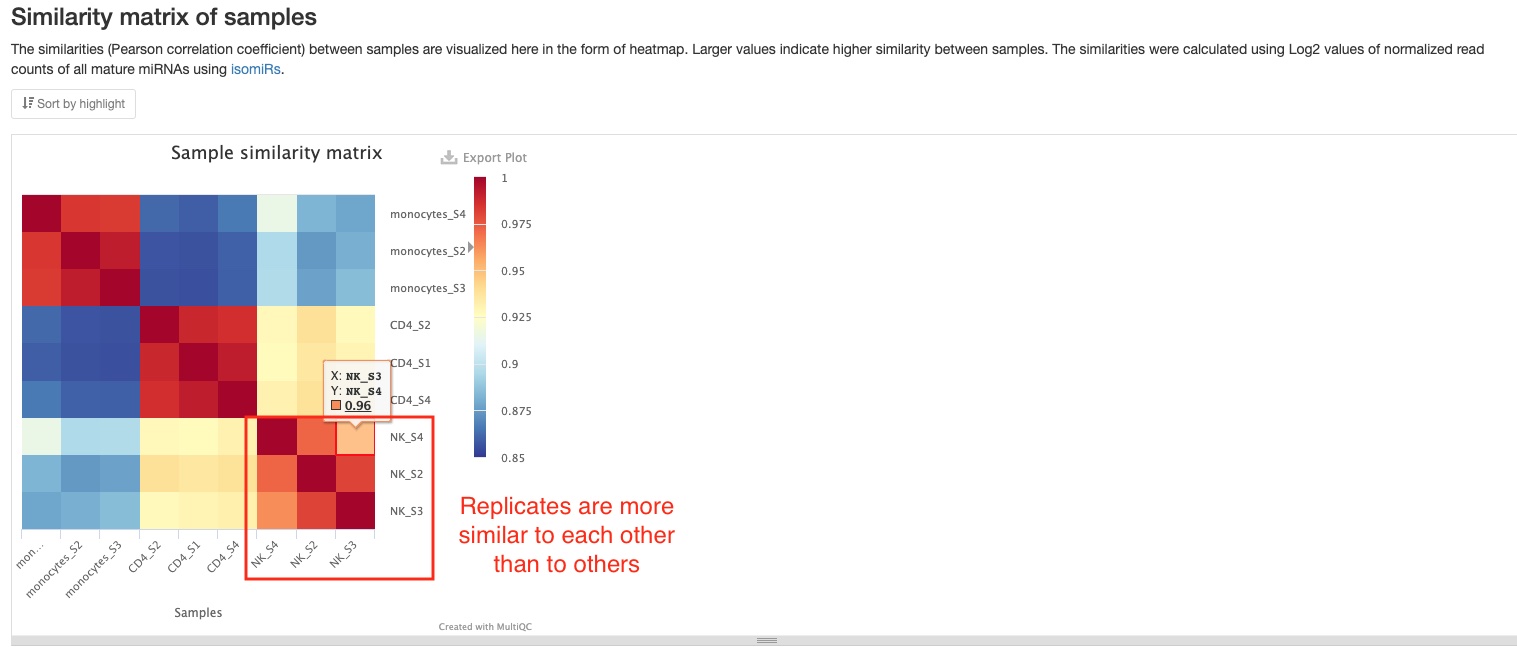 Similarity matrix of samples
The similarities (Pearson correlation coefficient) between samples are visualized here in the form of heatmap. Larger values indicate higher similarity between samples. The similarities were calculated using Log2 values of normalized read
counts of all mature miRNAs using isomiRs.
Sort by highlight
Sample similarity matrix
Export Plot
1
0.975
0.95
0.925
0.9
0.875
0.85
monocytes_S4
monocytes_S2
monocytes_S3
CD4_S2
CD4_S1
CD4_S4
NK_S4
NK_S2
NK_S3
X: NK_S3
Y: NK_S4
0.96
Replicates are more
similar to each other
than to others
mon...
monocytes_S2
monocytes_S3
CD4_S2
CD4_S1
CD4_S4
NK_S4
NK_S2
NK_S3
Samples
Created with MultiQC